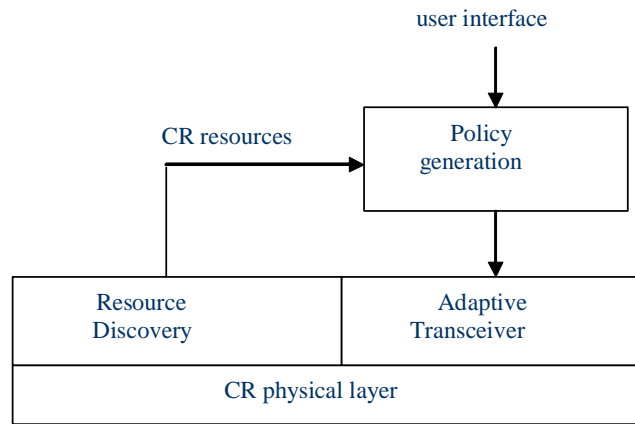 user interface
CR resources
Policy
generation
Resource
Discovery
Adaptive
Transceiver
CR physical layer